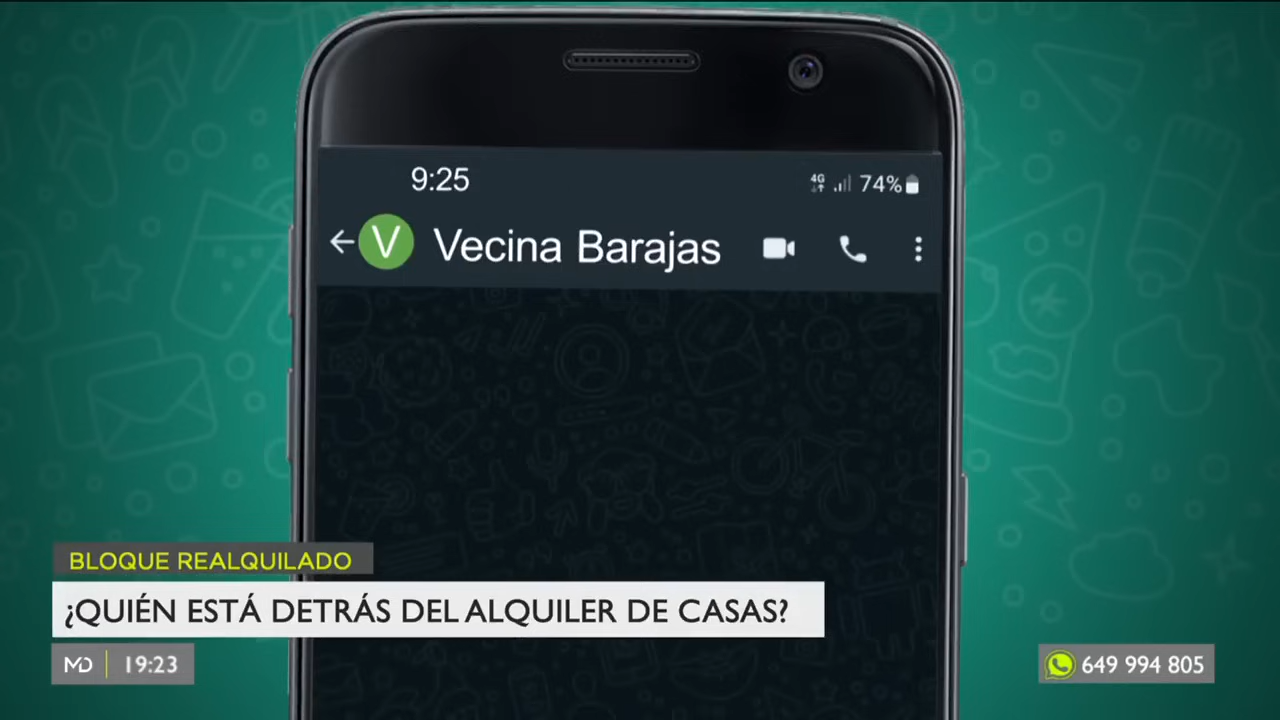 9:25
4G
74%
V
Vecina Barajas
BLOQUE REALQUILADO
¿QUIÉN ESTÁ DETRÁS DEL ALQUILER DE CASAS?
MD 19:23
649 994 805